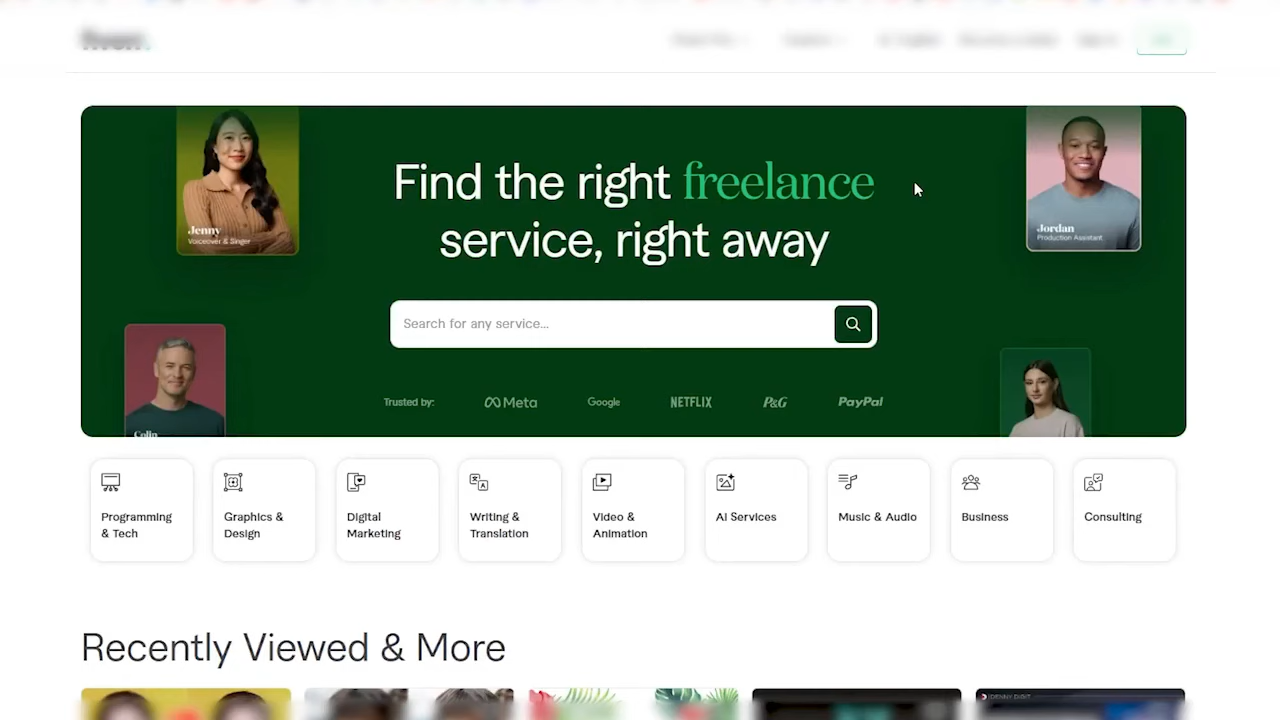 Find the right freelance
service, right away
Jenny
Voiceover & Singer
Jordan
Production Assistant
Search for any service...
Trusted by:
Meta
Google
NETFLIX
P&G
PayPal
Colin
Programming
& Tech
Graphics &
Design
Digital
Marketing
Writing &
Translation
Video &
Animation
AI Services
Music & Audio
Business
Consulting
Recently Viewed & More